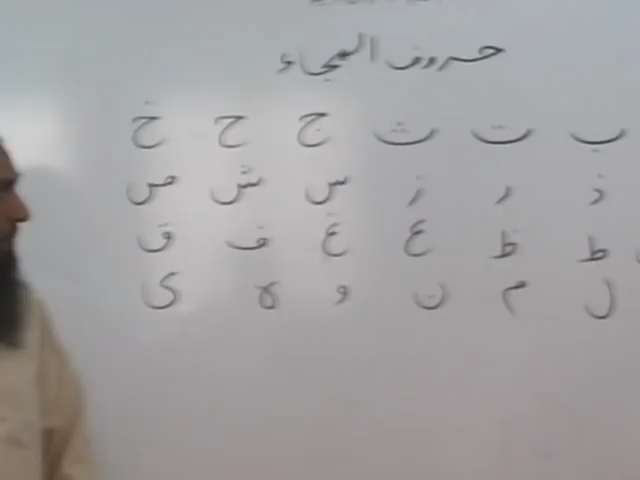 حروف الهجاء
ب ت ث ج ح خ
ذ ر ز س ش ص
ط ظ ع غ ف ق
ل م ن و ه ی